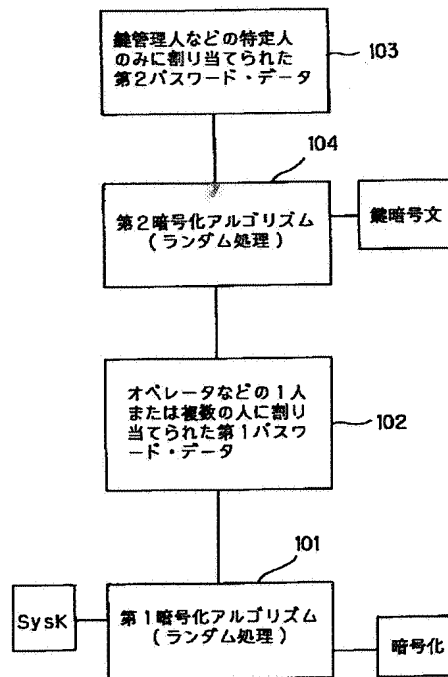 鍵管理人などの特定人
のみに割り当てられた
第2パスワード・データ
103
104
第2暗号化アルゴリズム
(ランダム処理)
鍵暗号文
オペレータなどの1人
または複数の人に割り
当てられた第1パスワ
ード・データ
102
101
SysK
第1暗号化アルゴリズム
(ランダム処理)
暗号化